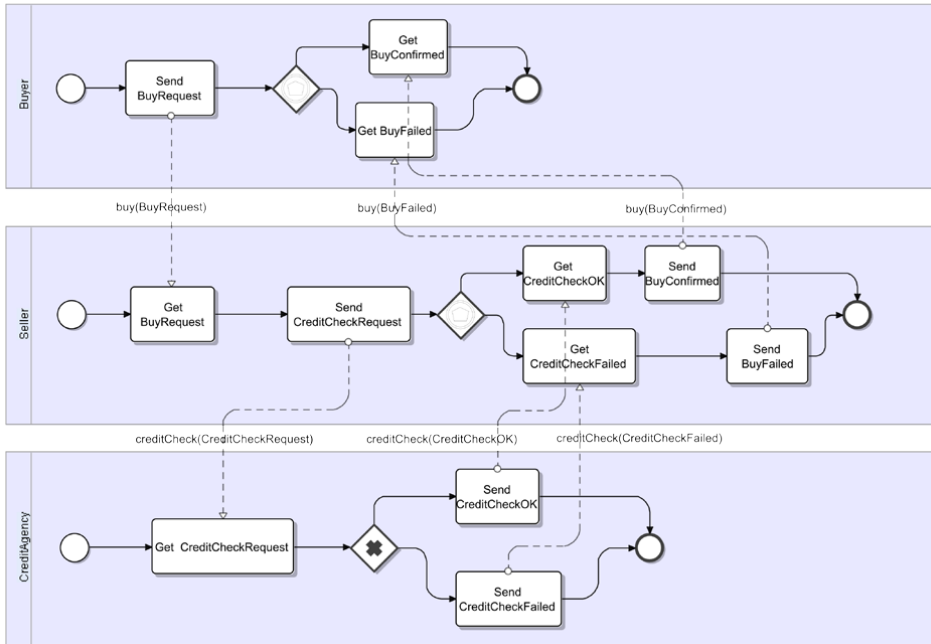 Buyer
Send
BuyRequest
Get
BuyConfirmed
Get BuyFailed
buy(BuyRequest)
buy(BuyFailed)
buy(BuyConfirmed)
Seller
Get
BuyRequest
Send
CreditCheckRequest
Get
CreditCheckOK
Send
BuyConfirmed
Get
CreditCheckFailed
Send
BuyFailed
creditCheck(CreditCheckRequest)
creditCheck(CreditCheckOK)
creditCheck(CreditCheckFailed)
CreditAgency
Get CreditCheckRequest
Send
CreditCheckOK
Send
CreditCheckFailed